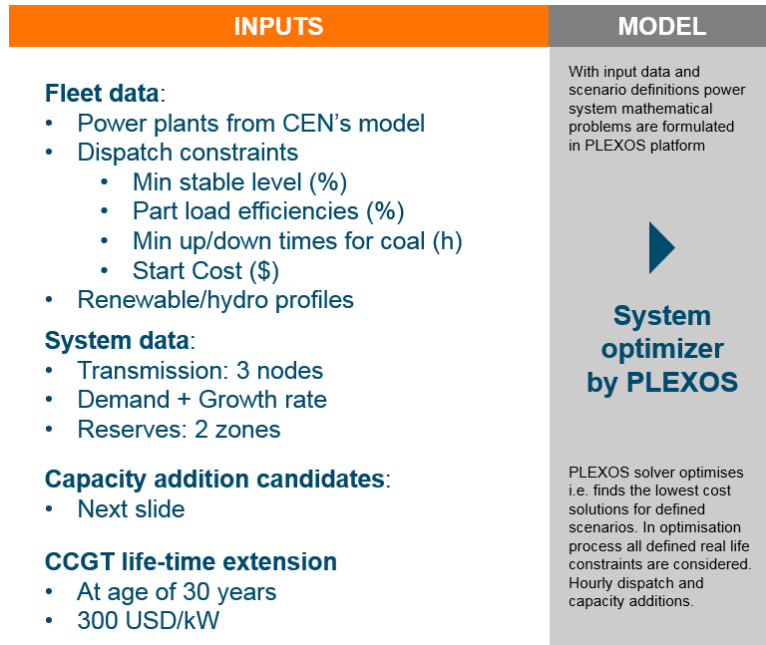 INPUTS
Fleet data:
• Power plants from CEN's model
• Dispatch constraints
• Min stable level (%)
• Part load efficiencies (%)
• Min up/down times for coal (h)
• Start Cost ($)
• Renewable/hydro profiles
System data:
• Transmission: 3 nodes
• Demand + Growth rate
• Reserves: 2 zones
Capacity addition candidates:
• Next slide
CCGT life-time extension
• At age of 30 years
• 300 USD/kW
MODEL
With input data and
scenario definitions power
system mathematical
problems are formulated
in PLEXOS platform
System
optimizer
by PLEXOS
PLEXOS solver optimises
i.e. finds the lowest cost
solutions for defined
scenarios. In optimisation
process all defined real life
constraints are considered.
Hourly dispatch and
capacity additions.